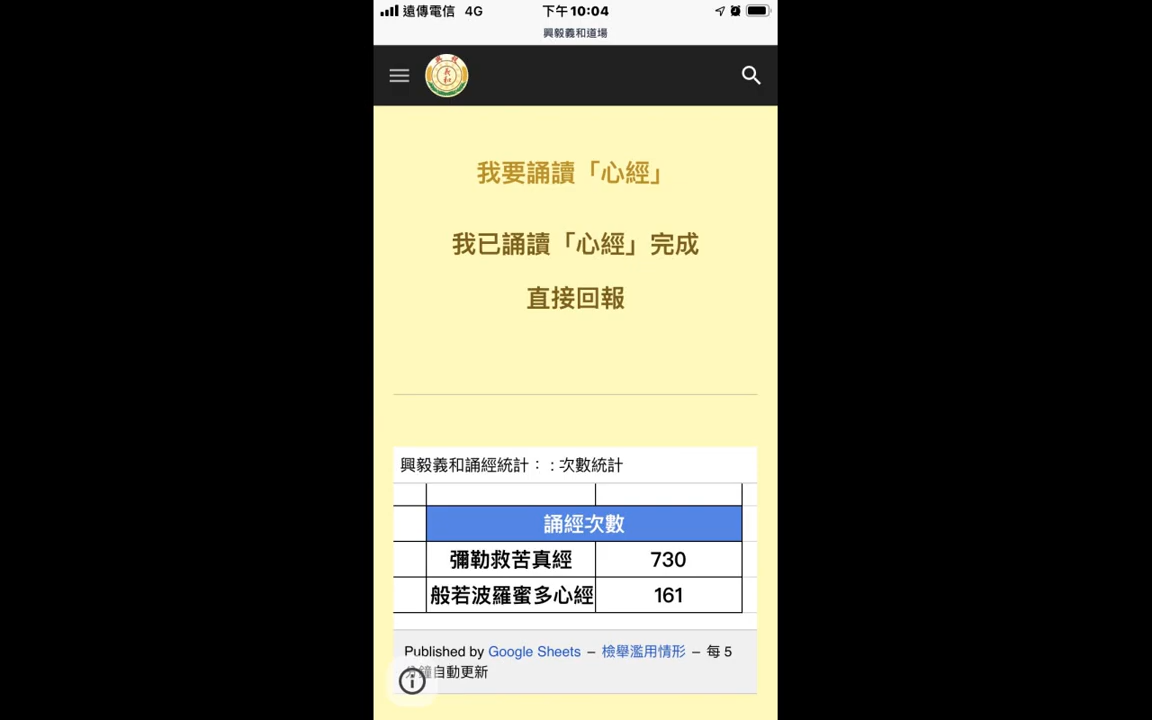 遠傳電信 4G 下午10:04
興毅義和道場
我要誦讀「心經」
我已誦讀「心經」完成
直接回報
興毅義和誦經統計： : 次數統計
誦經次數
彌勒救苦真經 730
般若波羅蜜多心經 161
Published by Google Sheets – 檢舉濫用情形 – 每 5
分鐘自動更新